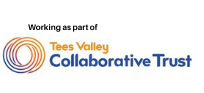 Working as part of
Tees Valley
Collaborative Trust